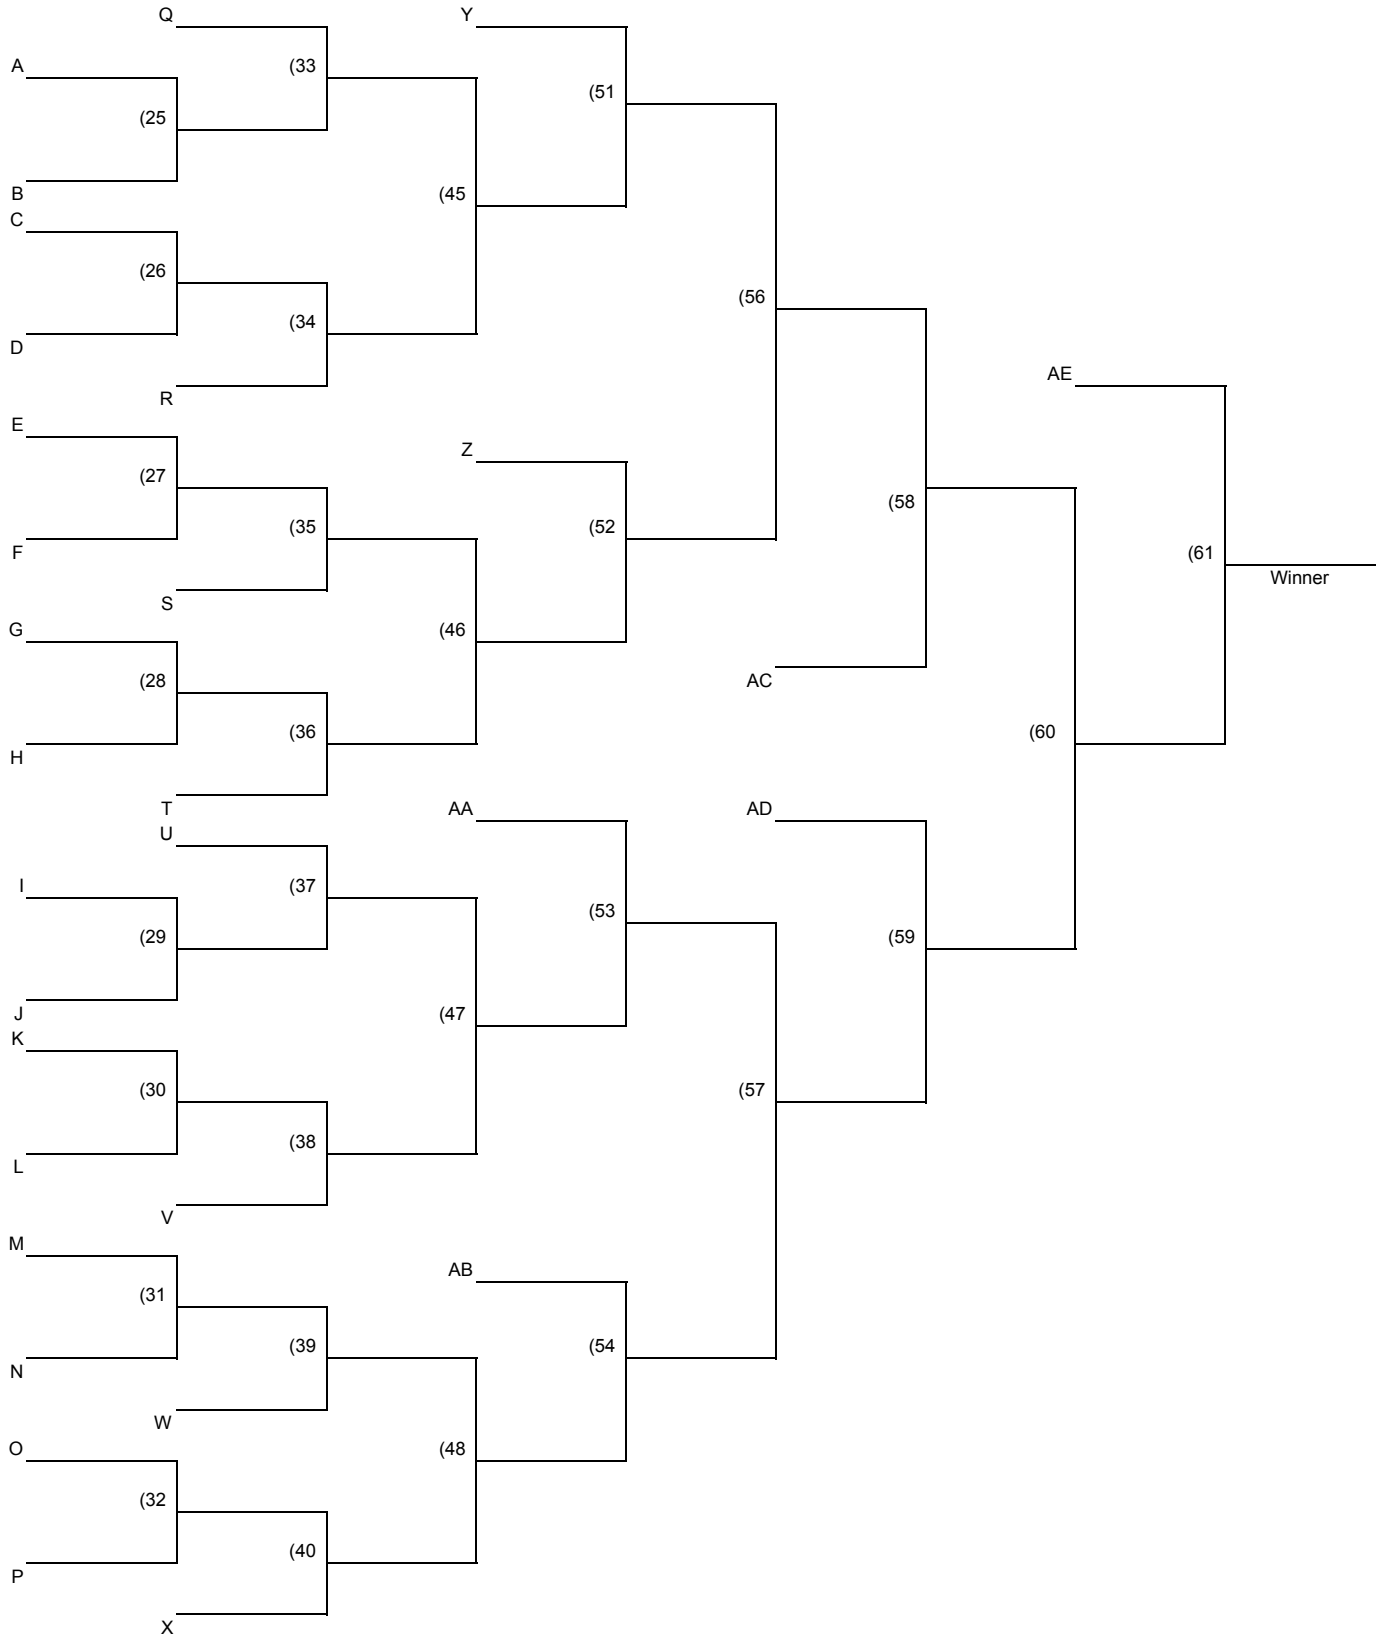 Q
Y
A
(33
(51
(25
B
(45
C
(26
(56
(34
D
AE
R
E
Z
(27
(58
(35
(52
F
(61
Winner
S
G
(46
(28
AC
(36
(60
H
T
AA
AD
U
I
(37
(53
(29
(59
J
(47
K
(30
(57
(38
L
V
M
AB
(31
(39
(54
N
W
O
(48
(32
(40
P
X